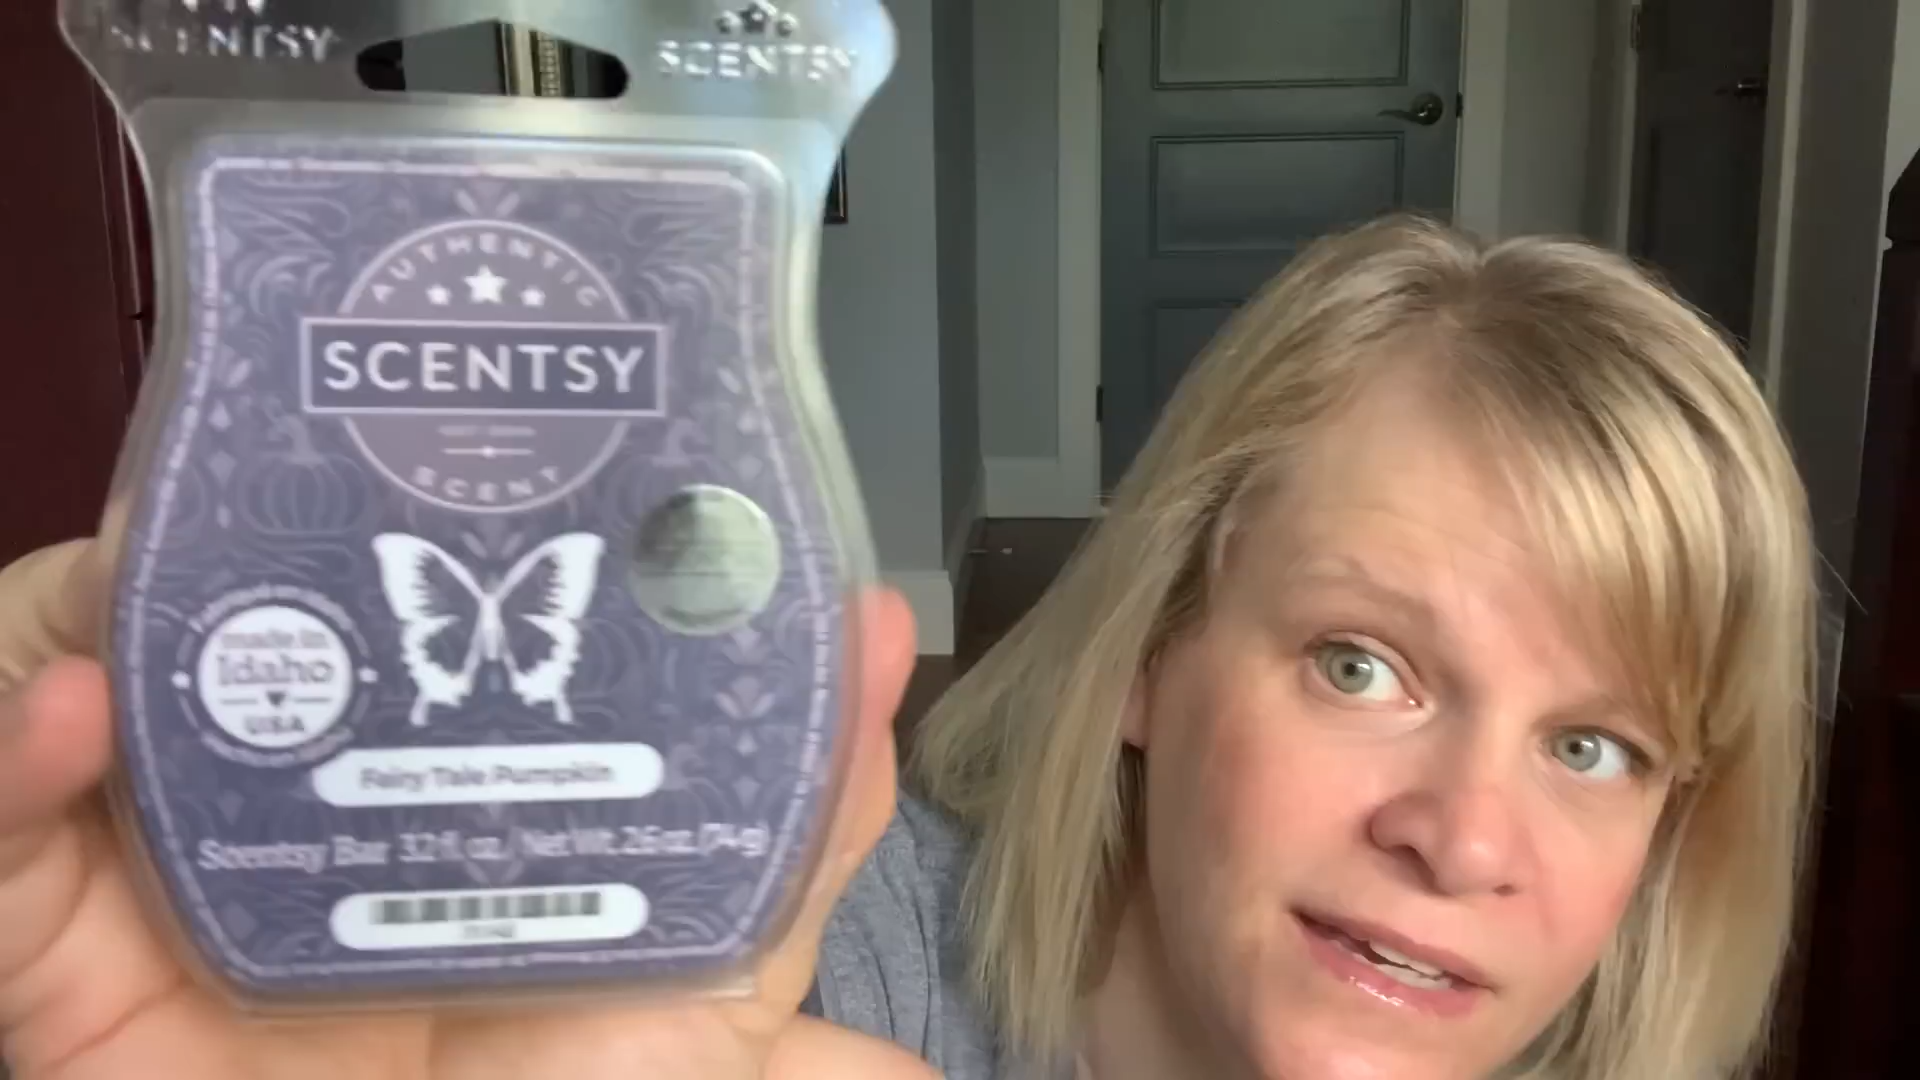 SCENTSY
SCENTSY
AUTHENTIC
SCENTSY
SCENT
made in
Idaho
USA
Fairy Tale Pumpkin
Scentsy Bar 3.2 fl. oz. / Net Wt. 2.6 oz. (74 g)